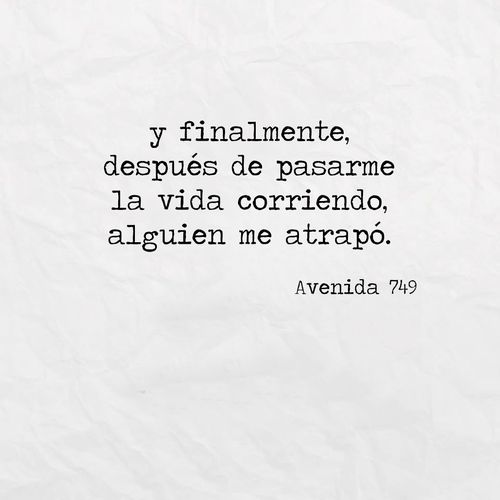 y finalmente,
después de pasarme
la vida corriendo,
alguien me atrapó.
Avenida 749